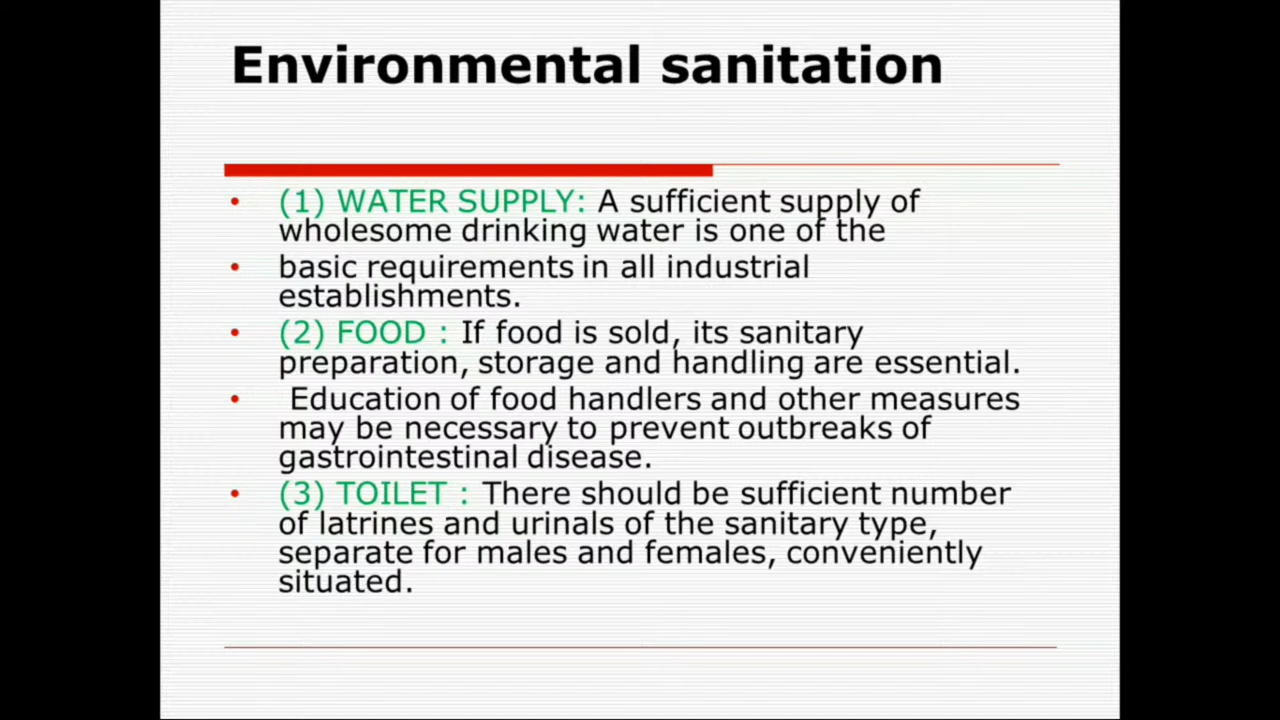 Environmental sanitation
• (1) WATER SUPPLY: A sufficient supply of
wholesome drinking water is one of the
• basic requirements in all industrial
establishments.
• (2) FOOD : If food is sold, its sanitary
preparation, storage and handling are essential.
• Education of food handlers and other measures
may be necessary to prevent outbreaks of
gastrointestinal disease.
• (3) TOILET : There should be sufficient number
of latrines and urinals of the sanitary type,
separate for males and females, conveniently
situated.